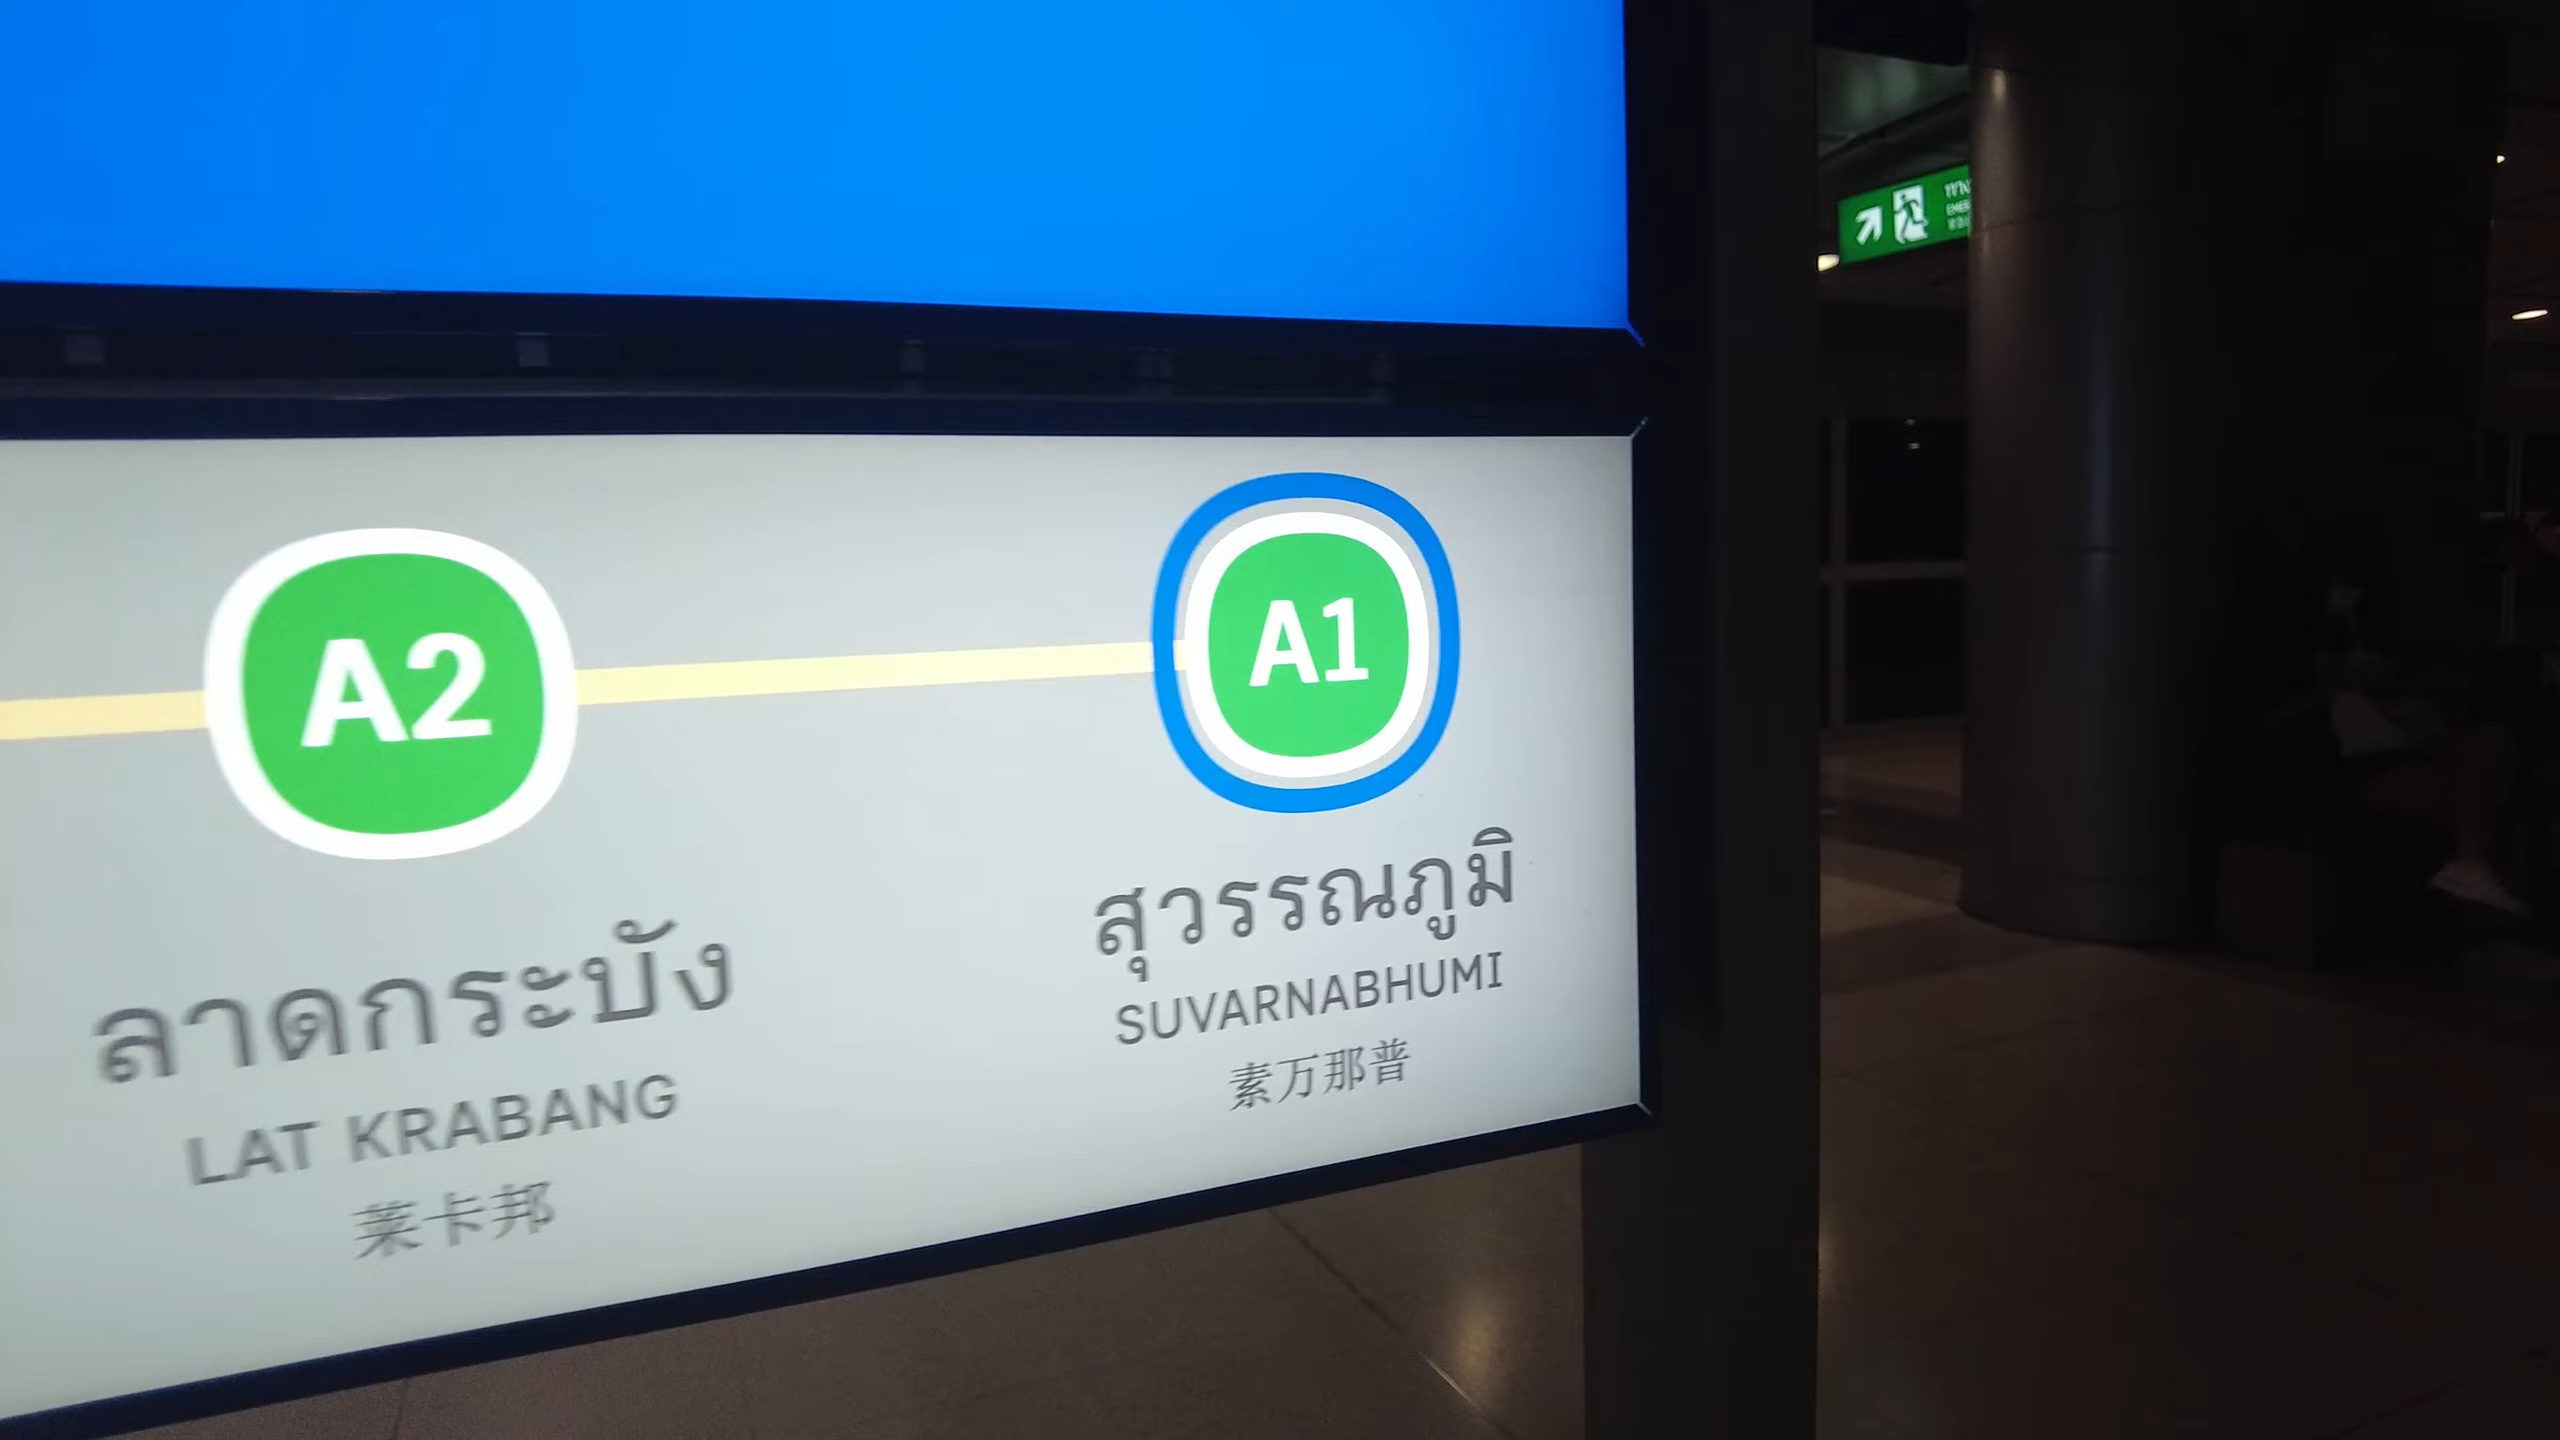 A2
ลาดกระบัง
LAT KRABANG
莱卡邦
A1
สุวรรณภูมิ
SUVARNABHUMI
素万那普